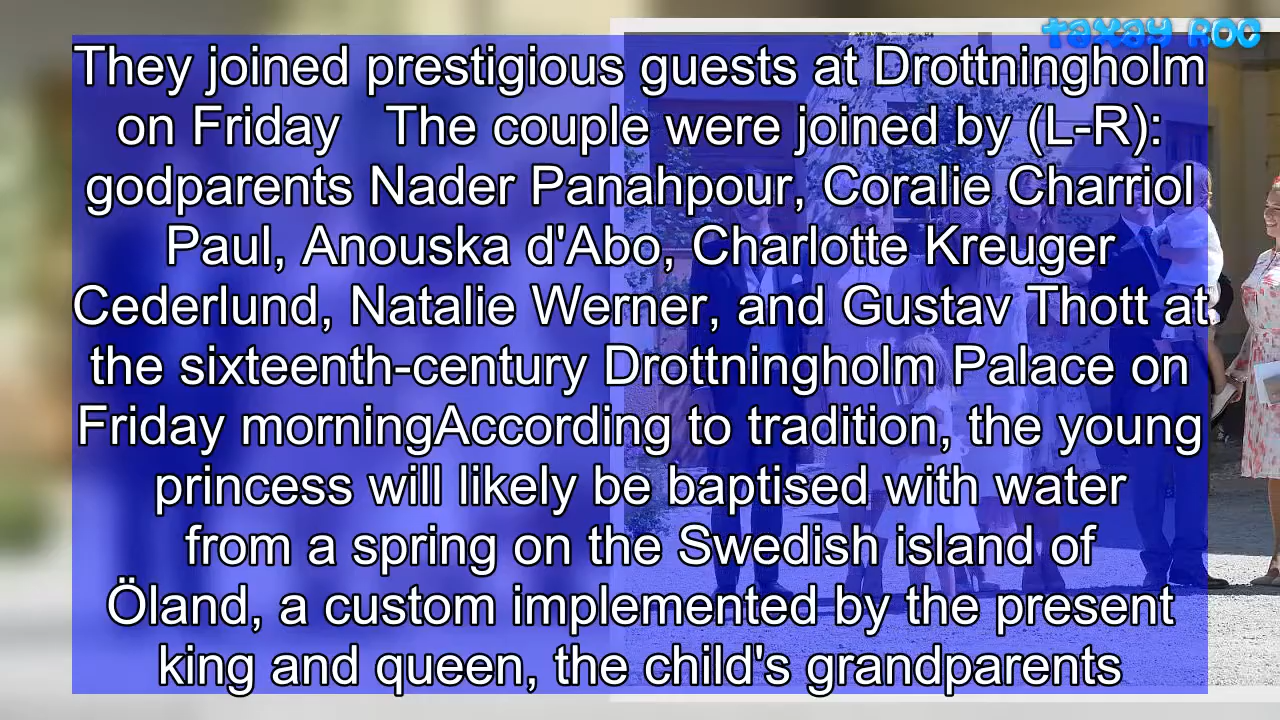 taxay ROC
They joined prestigious guests at Drottningholm
on Friday   The couple were joined by (L-R):
godparents Nader Panahpour, Coralie Charriol
Paul, Anouska d'Abo, Charlotte Kreuger
Cederlund, Natalie Werner, and Gustav Thott at
the sixteenth-century Drottningholm Palace on
Friday morningAccording to tradition, the young
princess will likely be baptised with water
from a spring on the Swedish island of
Öland, a custom implemented by the present
king and queen, the child's grandparents